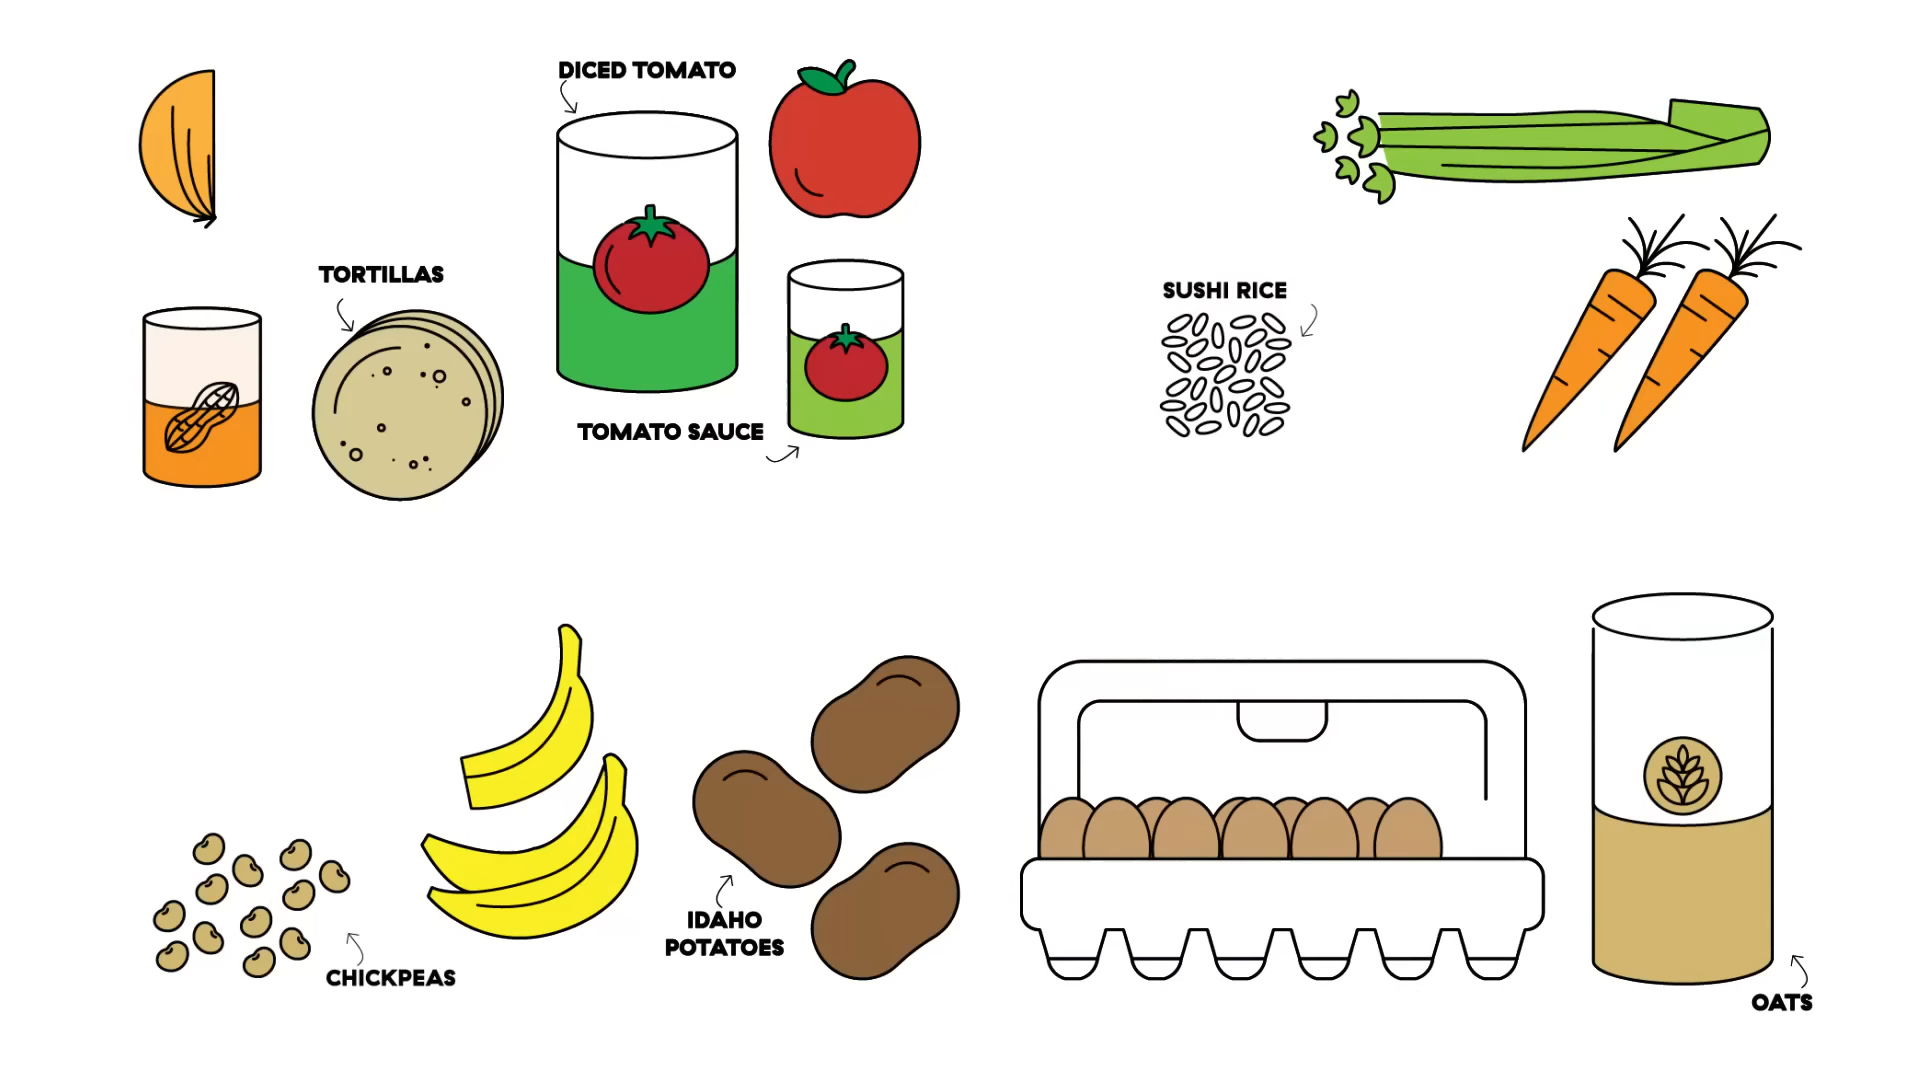 DICED TOMATO
TORTILLAS
SUSHI RICE
TOMATO SAUCE
IDAHO
POTATOES
CHICKPEAS
OATS